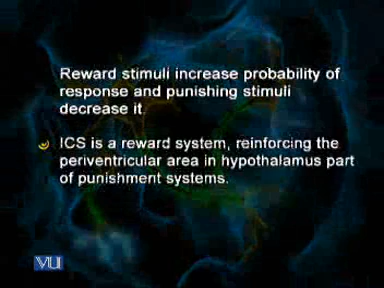 Reward stimuli increase probability of
response and punishing stimuli
decrease it.
ICS is a reward system, reinforcing the
periventricular area in hypothalamus part
of punishment systems.
VU